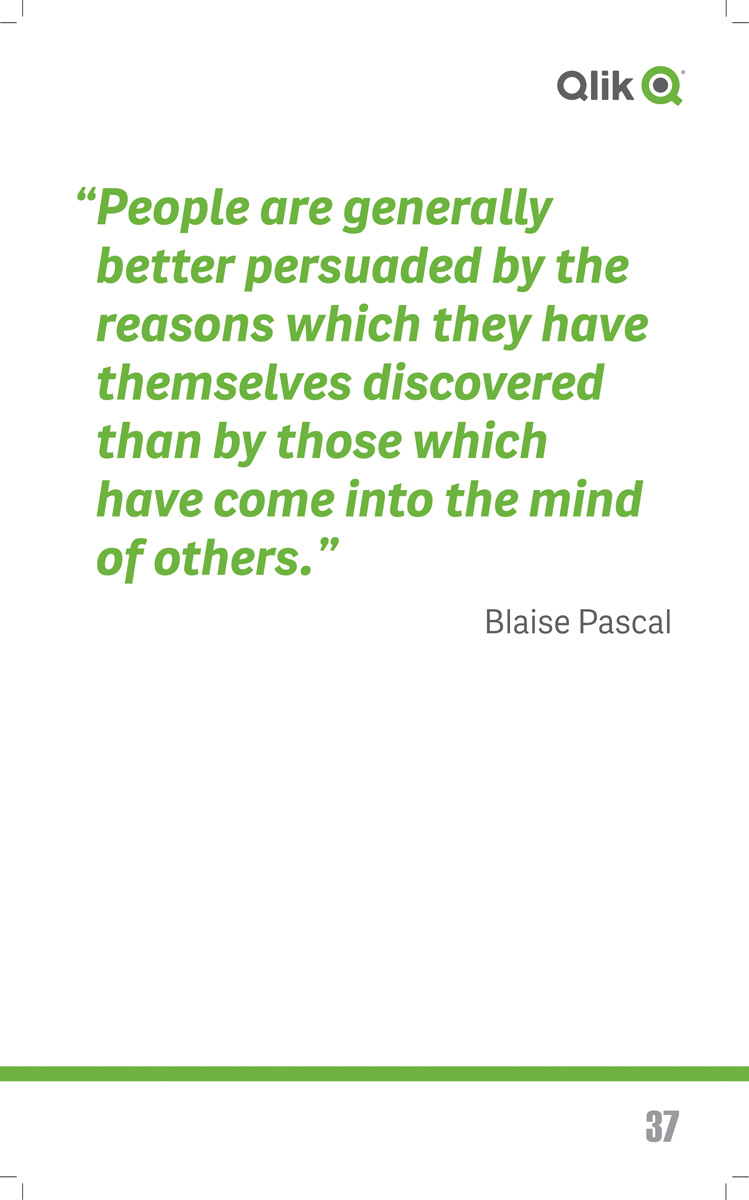 Qlik
“People are generally
better persuaded by the
reasons which they have
themselves discovered
than by those which
have come into the mind
of others.”
Blaise Pascal
37